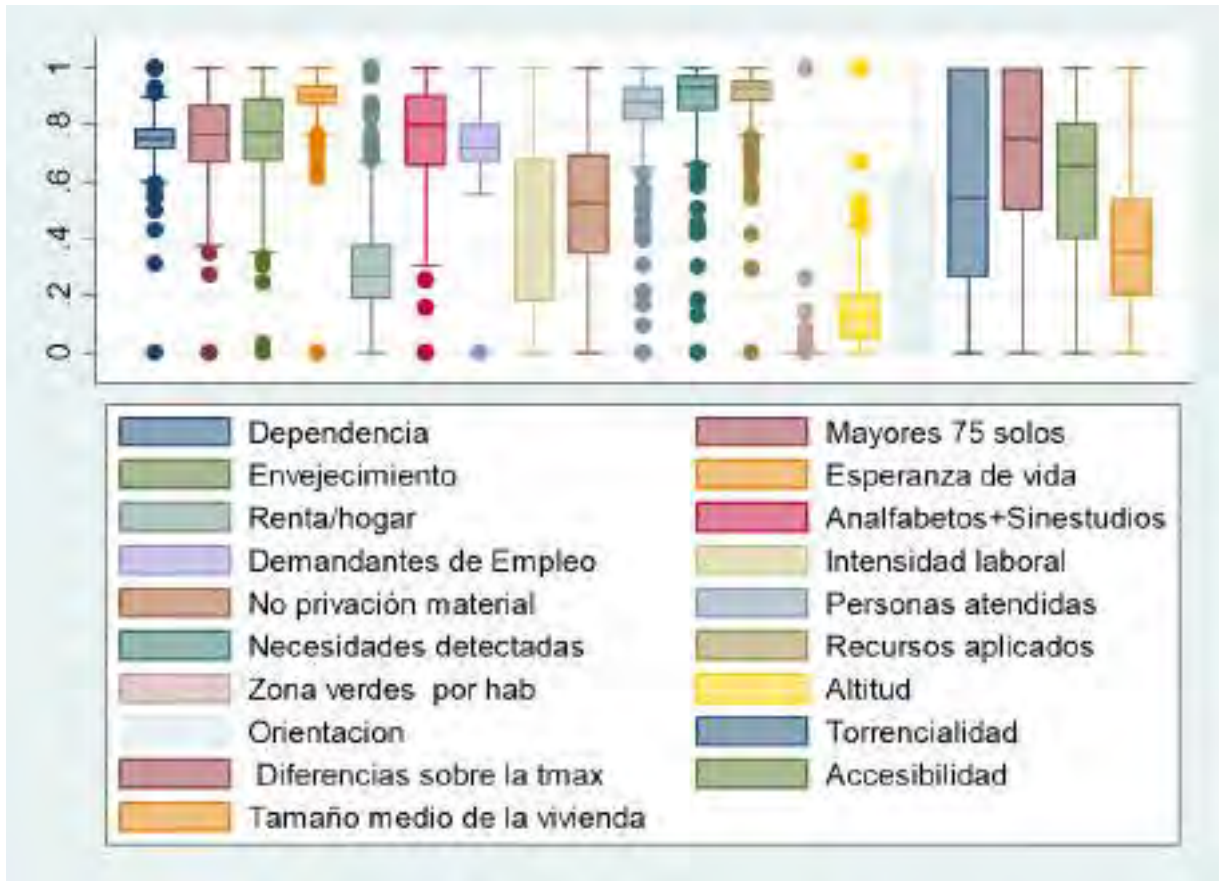 1
.8
.6
.4
.2
0
Dependencia Mayores 75 solos
Envejecimiento Esperanza de vida
Renta/hogar Analfabetos+Sinestudios
Demandantes de Empleo Intensidad laboral
No privación material Personas atendidas
Necesidades detectadas Recursos aplicados
Zona verdes por hab Altitud
Orientacion Torrencialidad
Diferencias sobre la tmax Accesibilidad
Tamaño medio de la vivienda